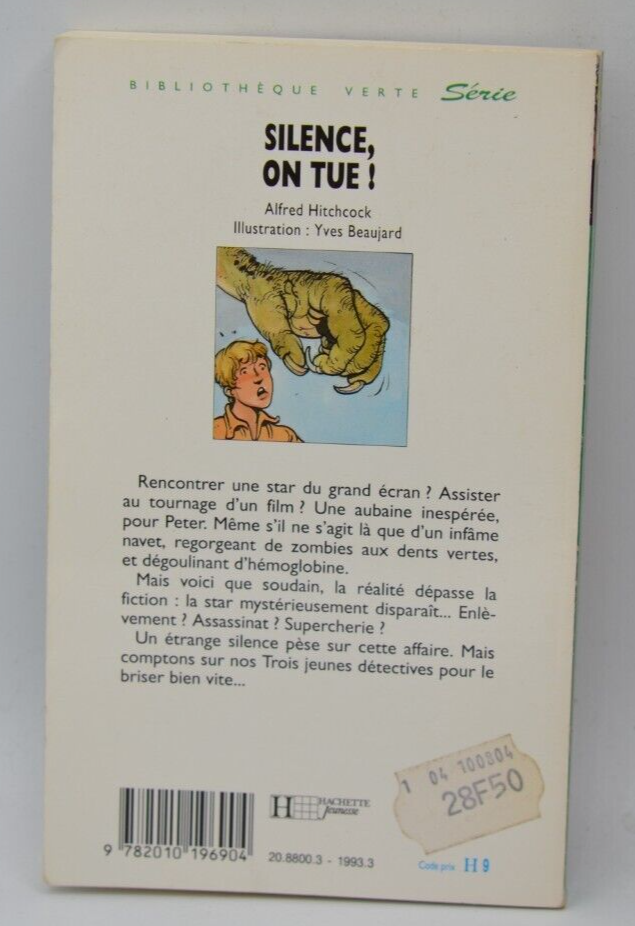 BIBLIOTHÈQUE VERTE Série
SILENCE,
ON TUE !
Alfred Hitchcock
Illustration : Yves Beaujard
Rencontrer une star du grand écran ? Assister
au tournage d'un film ? Une aubaine inespérée,
pour Peter. Même s'il ne s'agit là que d'un infâme
navet, regorgeant de zombies aux dents vertes,
et dégoulinant d'hémoglobine.
Mais voici que soudain, la réalité dépasse la
fiction : la star mystérieusement disparaît... Enlè-
vement ? Assassinat ? Supercherie ?
Un étrange silence pèse sur cette affaire. Mais
comptons sur nos Trois jeunes détectives pour le
briser bien vite...
1 04 100804
28F50
H HACHETTE
Jeunesse
9 782010 196904
20.8800.3 - 1993.3
Code prix H 9